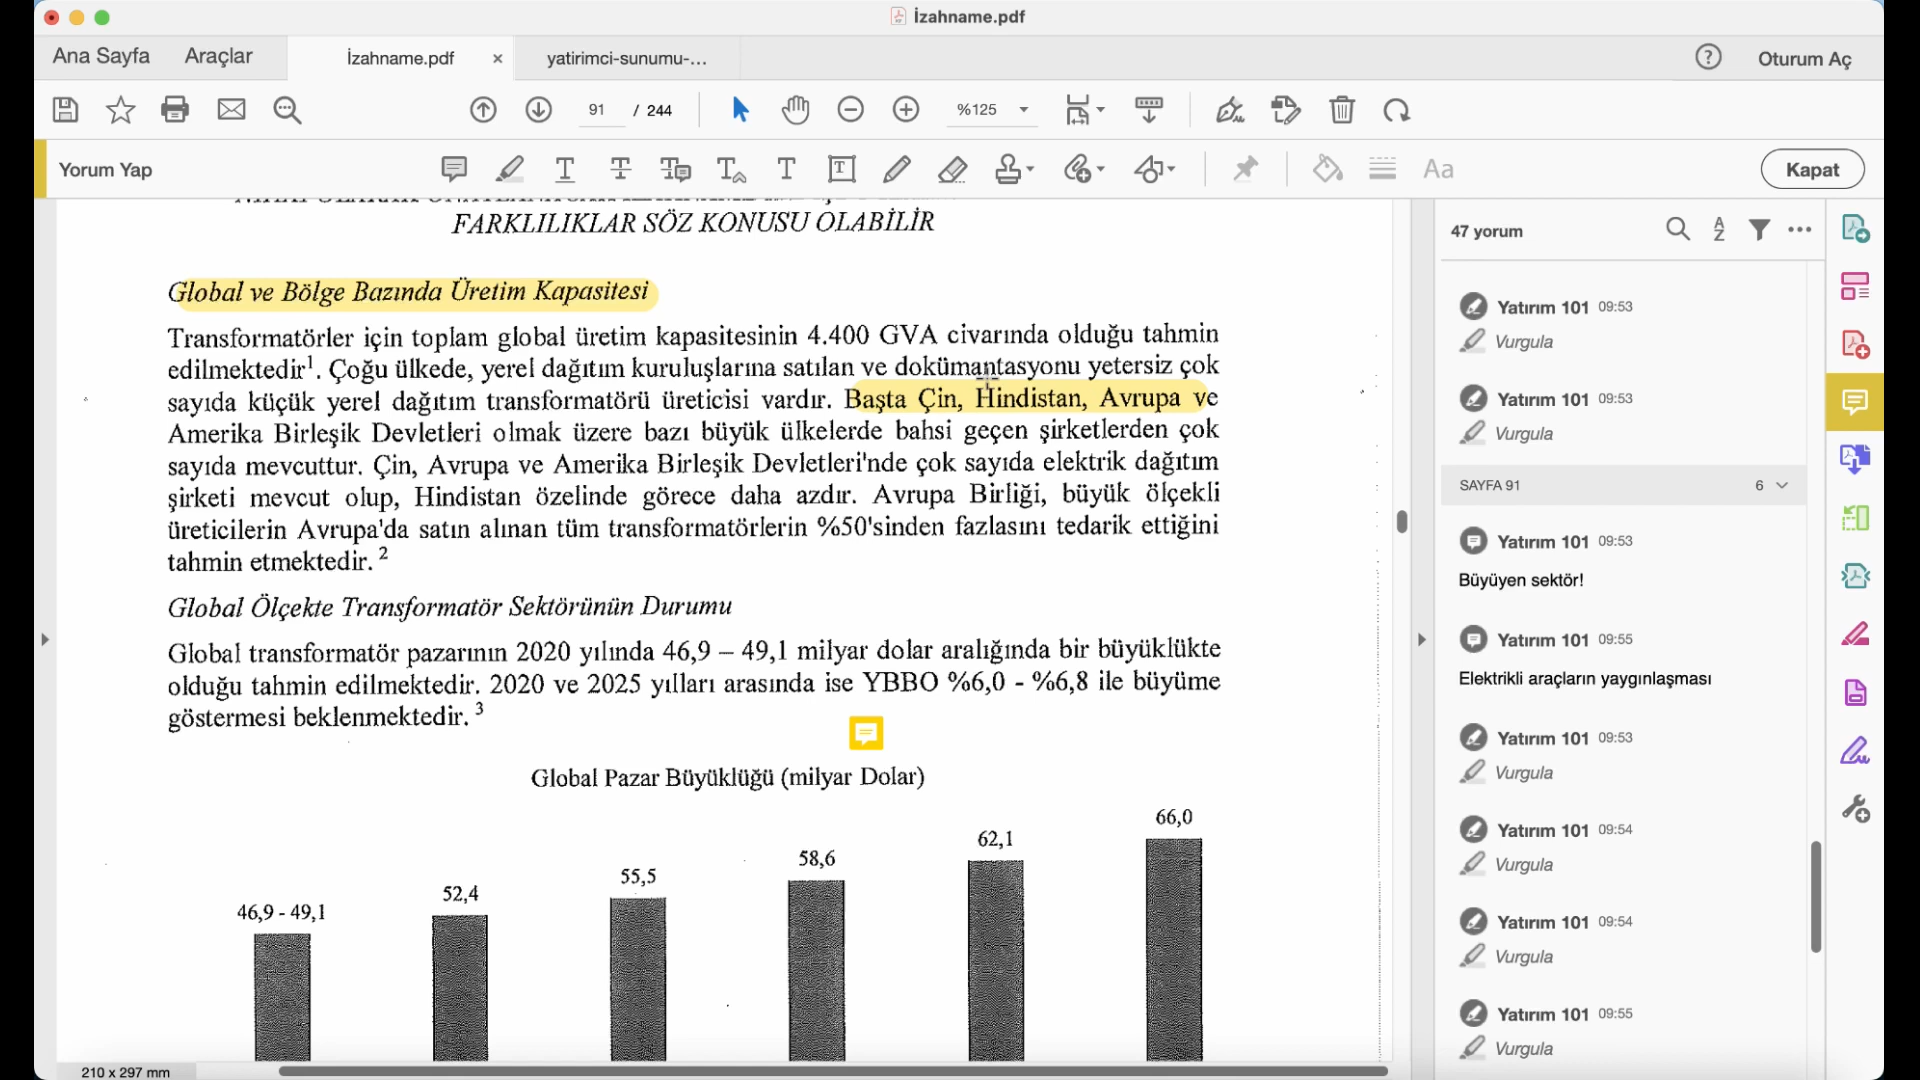 İzahname.pdf
Ana Sayfa
Araçlar
İzahname.pdf
×
yatirimci-sunumu-...
?
Oturum Aç
91 / 244
%125
Yorum Yap
Aa
Kapat
FARKLILIKLAR SÖZ KONUSU OLABİLİR
Global ve Bölge Bazında Üretim Kapasitesi
Transformatörler için toplam global üretim kapasitesinin 4.400 GVA civarında olduğu tahmin
edilmektedir¹. Çoğu ülkede, yerel dağıtım kuruluşlarına satılan ve dokümantasyonu yetersiz çok
sayıda küçük yerel dağıtım transformatörü üreticisi vardır. Başta Çin, Hindistan, Avrupa ve
Amerika Birleşik Devletleri olmak üzere bazı büyük ülkelerde bahsi geçen şirketlerden çok
sayıda mevcuttur. Çin, Avrupa ve Amerika Birleşik Devletleri'nde çok sayıda elektrik dağıtım
şirketi mevcut olup, Hindistan özelinde görece daha azdır. Avrupa Birliği, büyük ölçekli
üreticilerin Avrupa'da satın alınan tüm transformatörlerin %50'sinden fazlasını tedarik ettiğini
tahmin etmektedir. ²
Global Ölçekte Transformatör Sektörünün Durumu
Global transformatör pazarının 2020 yılında 46,9 – 49,1 milyar dolar aralığında bir büyüklükte
olduğu tahmin edilmektedir. 2020 ve 2025 yılları arasında ise YBBO %6,0 - %6,8 ile büyüme
göstermesi beklenmektedir. ³
Global Pazar Büyüklüğü (milyar Dolar)
46,9 - 49,1
52,4
55,5
58,6
62,1
66,0
210 x 297 mm
47 yorum
Yatırım 101 09:53
Vurgula
Yatırım 101 09:53
Vurgula
SAYFA 91
6
Yatırım 101 09:53
Büyüyen sektör!
Yatırım 101 09:55
Elektrikli araçların yaygınlaşması
Yatırım 101 09:53
Vurgula
Yatırım 101 09:54
Vurgula
Yatırım 101 09:54
Vurgula
Yatırım 101 09:55
Vurgula